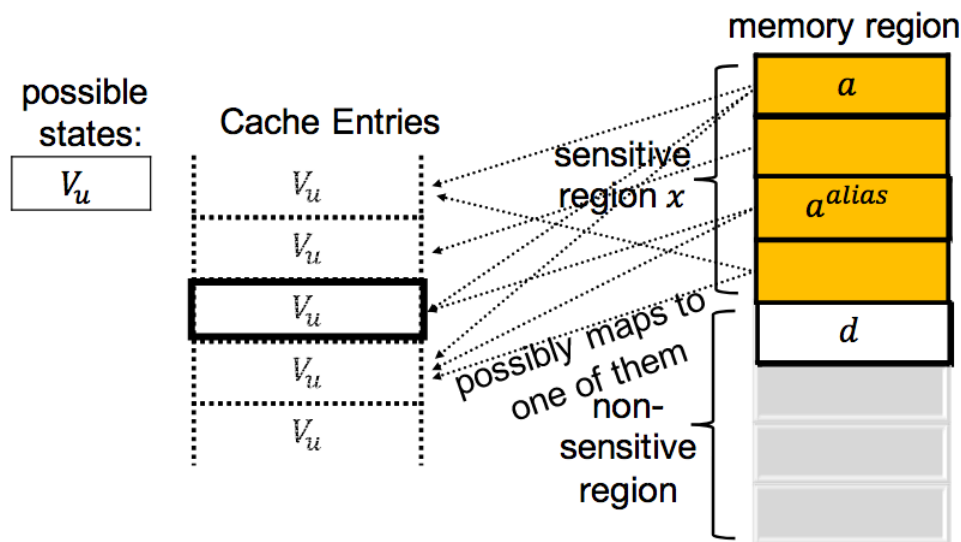 memory region
possible
states:
V_u
Cache Entries
V_u
V_u
V_u
V_u
V_u
sensitive
region x
a
a^{alias}
d
possibly maps to
one of them
non-
sensitive
region